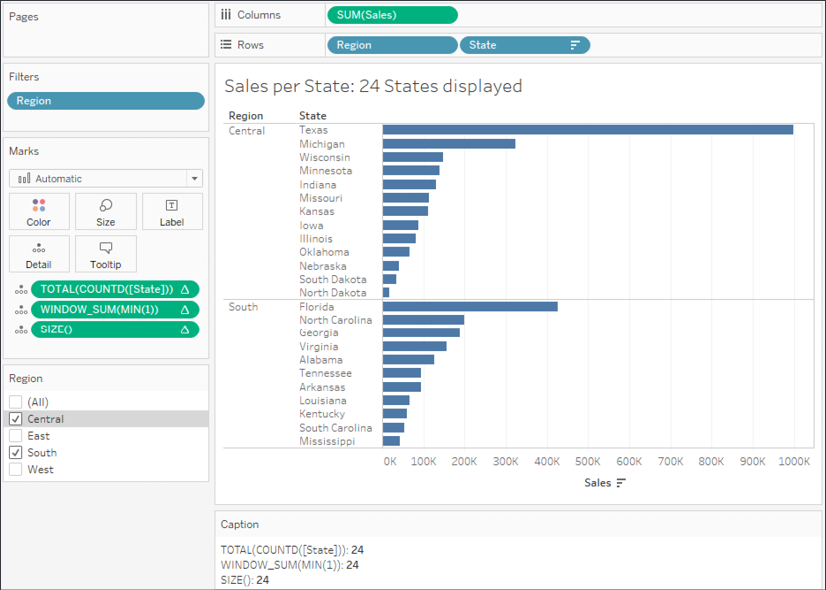 Pages
Columns
SUM(Sales)
Rows
Region
State
Filters
Region
Marks
Automatic
Color
Size
Label
Detail
Tooltip
TOTAL(COUNTD([State]))
WINDOW_SUM(MIN(1))
SIZE()
Region
(All)
Central
East
South
West
Sales per State: 24 States displayed
Region State
Central Texas
Michigan
Wisconsin
Minnesota
Indiana
Missouri
Kansas
Iowa
Illinois
Oklahoma
Nebraska
South Dakota
North Dakota
South Florida
North Carolina
Georgia
Virginia
Alabama
Tennessee
Arkansas
Louisiana
Kentucky
South Carolina
Mississippi
0K 100K 200K 300K 400K 500K 600K 700K 800K 900K 1000K
Sales
Caption
TOTAL(COUNTD([State])): 24
WINDOW_SUM(MIN(1)): 24
SIZE(): 24